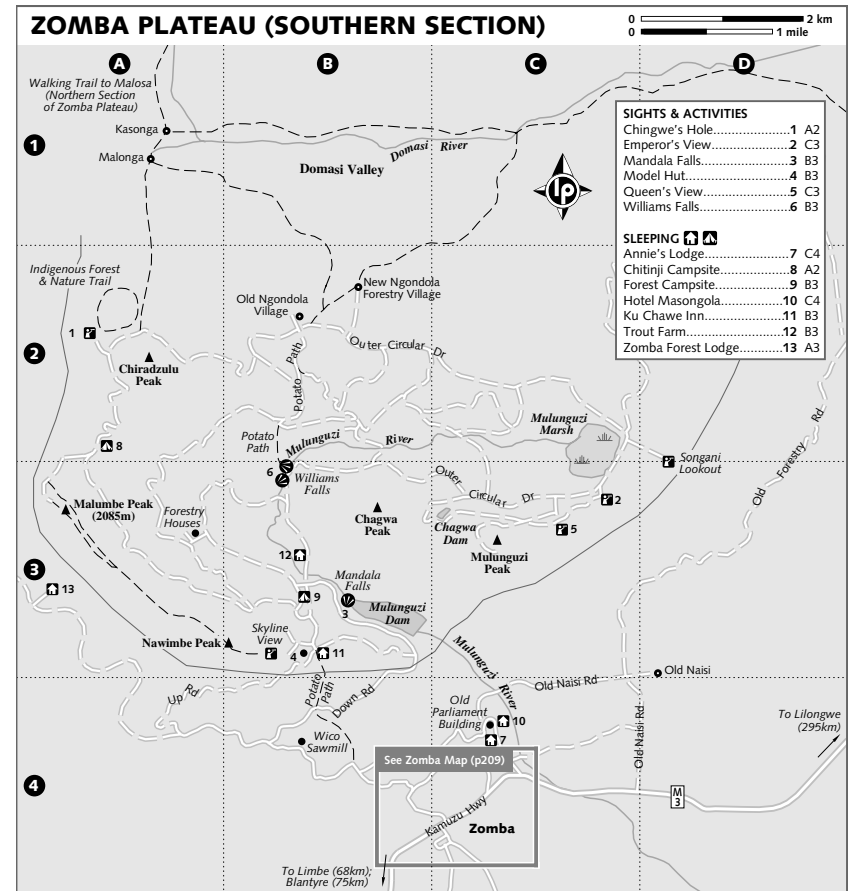 ZOMBA PLATEAU (SOUTHERN SECTION)
0 2 km
0 1 mile
A
B
C
D
Walking Trail to Malosa
(Northern Section
of Zomba Plateau)
Kasonga
1
Malonga
Domasi Valley
Domasi River
lp
SIGHTS & ACTIVITIES
Chingwe's Hole......................1 A2
Emperor's View......................2 C3
Mandala Falls........................3 B3
Model Hut.............................4 B3
Queen's View.........................5 C3
Williams Falls.........................6 B3
SLEEPING
Annie's Lodge........................7 C4
Chitinji Campsite....................8 A2
Forest Campsite......................9 B3
Hotel Masongola..................10 C4
Ku Chawe Inn......................11 B3
Trout Farm..........................12 B3
Zomba Forest Lodge............13 A3
Indigenous Forest
& Nature Trail
New Ngondola
Forestry Village
Old Ngondola
Village
1
2
Chiradzulu
Peak
Outer Circular Dr
Potato Path
Mulunguzi
Marsh
Potato
Path
Mulunguzi River
8
Songani
Lookout
Old Forestry Rd
6
Williams
Falls
Outer Circular Dr
2
Malumbe Peak
(2085m)
Forestry
Houses
Chagwa
Peak
Chagwa
Dam
5
Mulunguzi
Peak
12
3
13
Mandala
Falls
9
3
Mulunguzi
Dam
Skyline
View
Nawimbe Peak
4
11
Mulunguzi River
Old Naisi
Old Naisi Rd
Up Rd
Potato Path
Down Rd
Old
Parliament
Building
10
7
Old Naisi Rd
To Lilongwe
(295km)
Wico
Sawmill
See Zomba Map (p209)
4
M
3
Kamuzu Hwy
Zomba
To Limbe (68km);
Blantyre (75km)